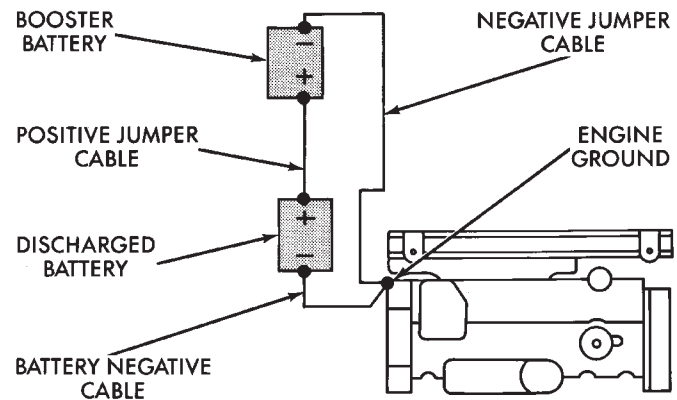 BOOSTER
BATTERY
NEGATIVE JUMPER
CABLE
−
+
POSITIVE JUMPER
CABLE
ENGINE
GROUND
+
−
DISCHARGED
BATTERY
BATTERY NEGATIVE
CABLE